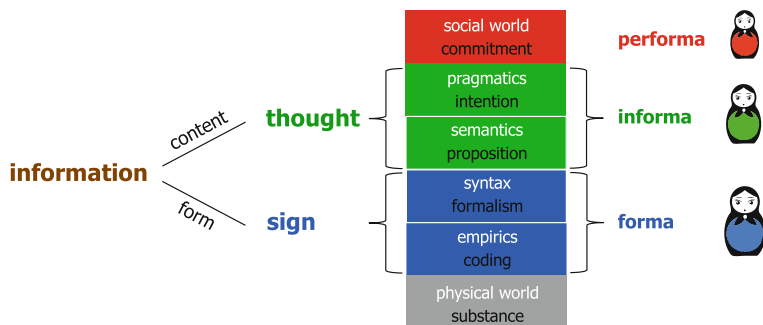 information
content
form
thought
sign
social world
commitment
pragmatics
intention
semantics
proposition
syntax
formalism
empirics
coding
physical world
substance
performa
informa
forma